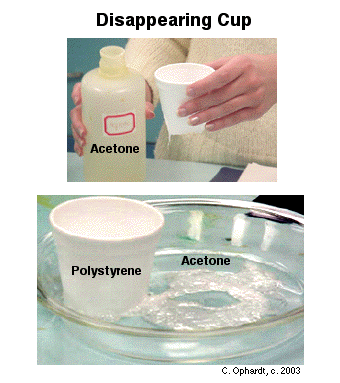 Disappearing Cup
Acetone
Polystyrene
Acetone
C. Ophardt, c. 2003